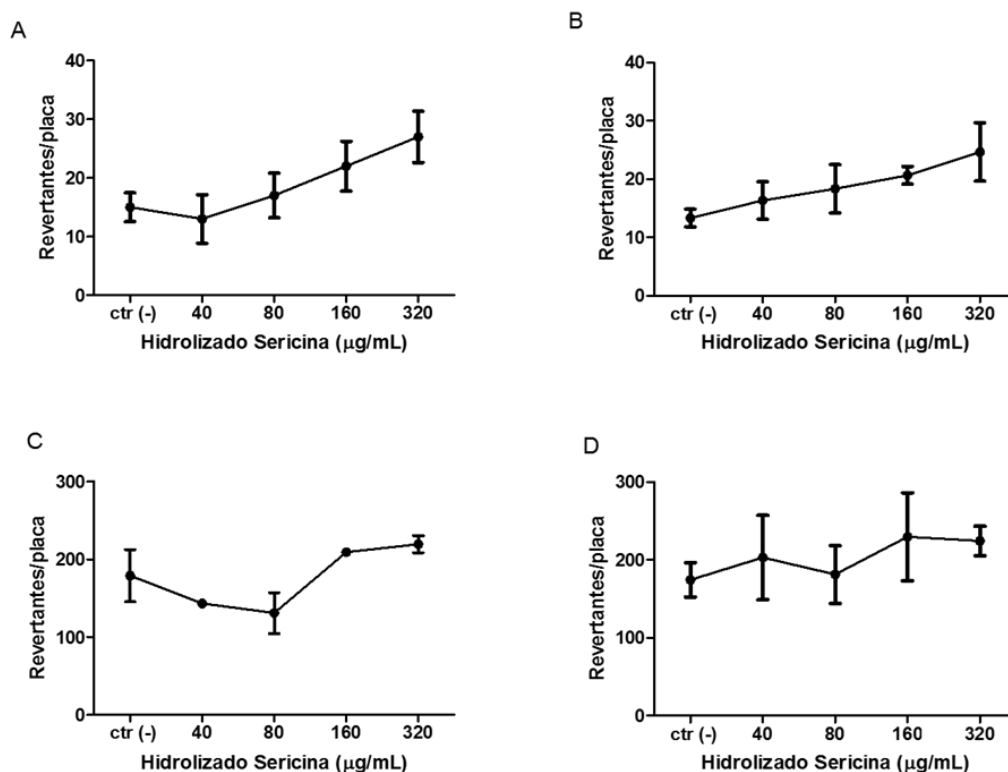 A
Revertantes/placa
40
30
20
10
0
ctr (-) 40 80 160 320
Hidrolizado Sericina (µg/mL)
B
Revertantes/placa
40
30
20
10
0
ctr (-) 40 80 160 320
Hidrolizado Sericina (µg/mL)
C
Revertantes/placa
300
200
100
0
ctr (-) 40 80 160 320
Hidrolizado Sericina (µg/mL)
D
Revertantes/placa
300
200
100
0
ctr (-) 40 80 160 320
Hidrolizado Sericina (µg/mL)